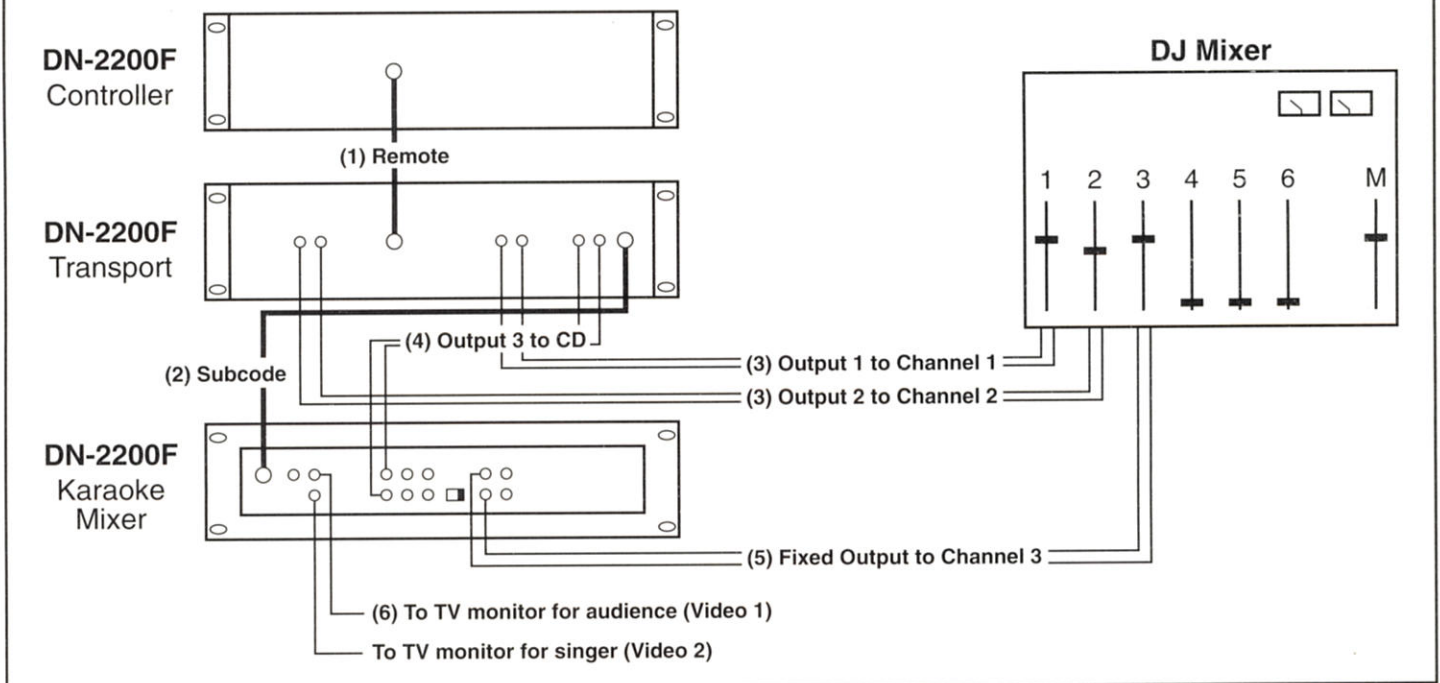 DN-2200F
Controller
(1) Remote
DN-2200F
Transport
(4) Output 3 to CD
(2) Subcode
DN-2200F
Karaoke
Mixer
DJ Mixer
1 2 3 4 5 6 M
(3) Output 1 to Channel 1
(3) Output 2 to Channel 2
(5) Fixed Output to Channel 3
(6) To TV monitor for audience (Video 1)
To TV monitor for singer (Video 2)